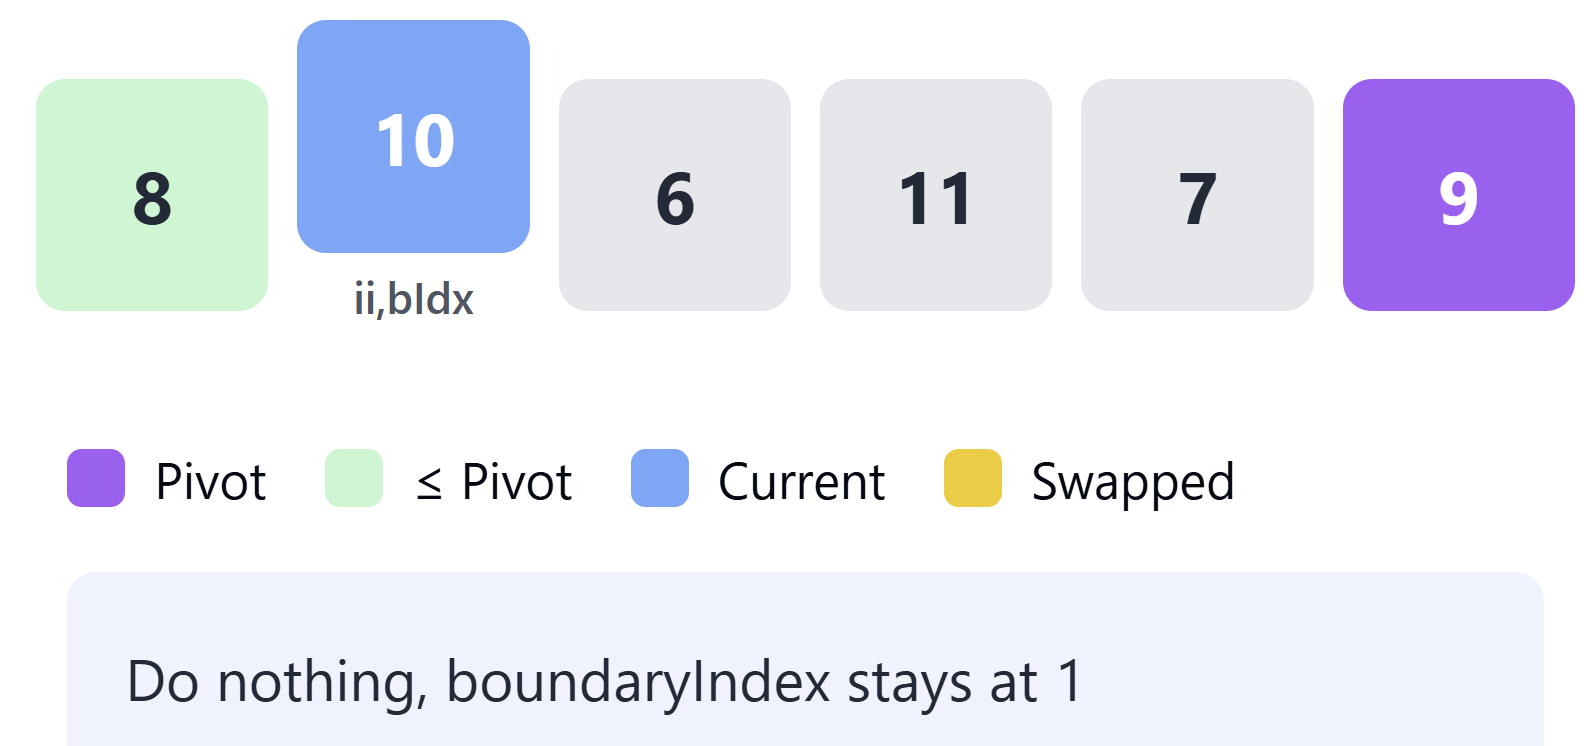 8 10 6 11 7 9
ii,bIdx
Pivot ≤ Pivot Current Swapped
Do nothing, boundaryIndex stays at 1